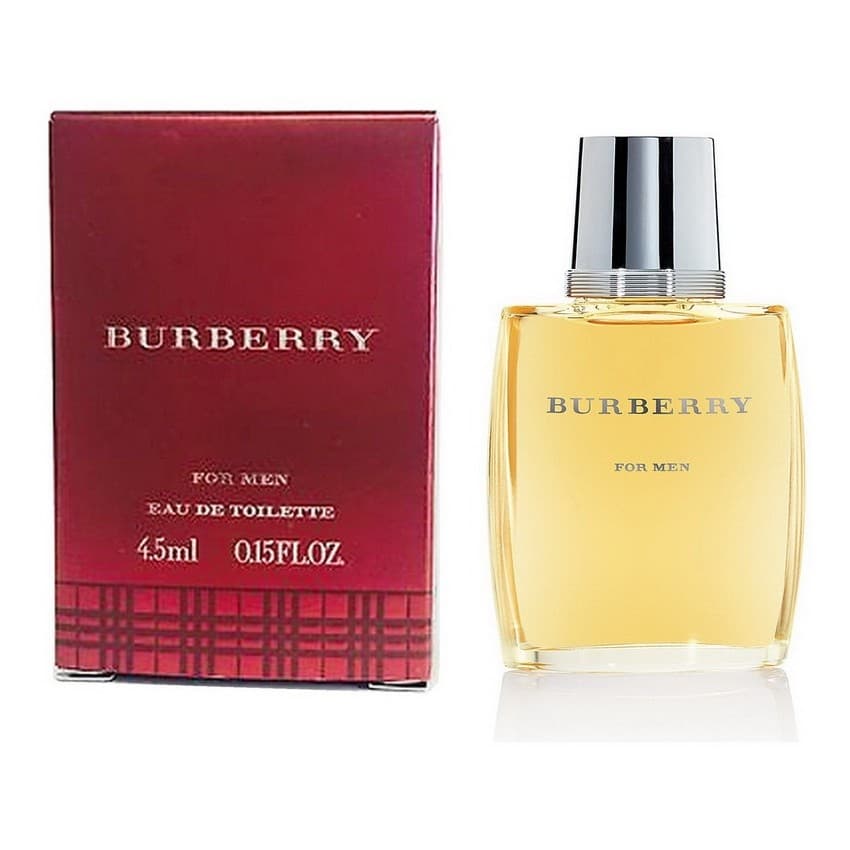 BURBERRY
FOR MEN
EAU DE TOILETTE
4.5ml 0.15FL.OZ.
BURBERRY
FOR MEN